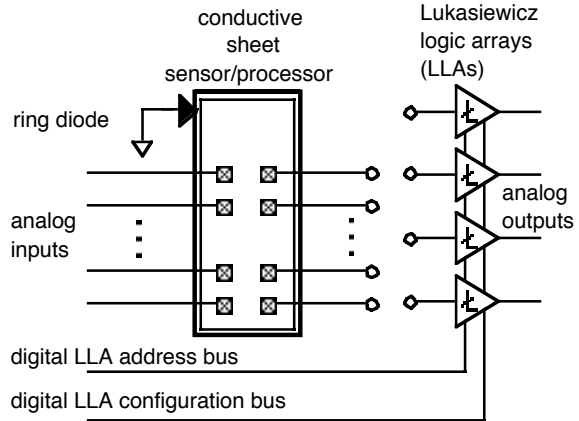 conductive
sheet
sensor/processor
Lukasiewicz
logic arrays
(LLAs)
ring diode
analog
inputs
analog
outputs
digital LLA address bus
digital LLA configuration bus